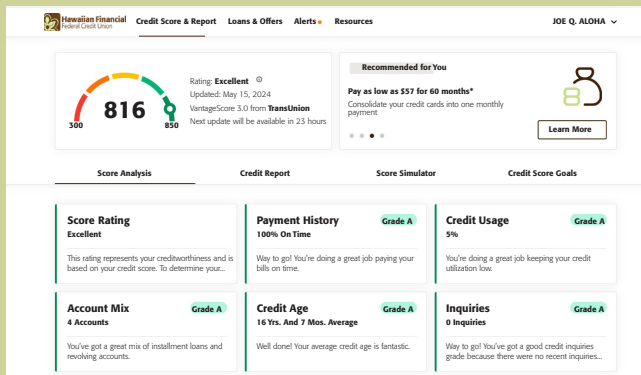 Hawaiian Financial
Federal Credit Union
Credit Score & Report
Loans & Offers
Alerts
Resources
JOE Q. ALOHA
816
300
850
Rating: Excellent
Updated: May 15, 2024
VantageScore 3.0 from TransUnion
Next update will be available in 23 hours
Recommended for You
Pay as low as $57 for 60 months*
Consolidate your credit cards into one monthly
payment
Learn More
Score Analysis
Credit Report
Score Simulator
Credit Score Goals
Score Rating
Excellent
This rating represents your creditworthiness and is
based on your credit score. To determine your...
Payment History
Grade A
100% On Time
Way to go! You're doing a great job paying your
bills on time.
Credit Usage
Grade A
5%
You're doing a great job keeping your credit
utilization low.
Account Mix
Grade A
4 Accounts
You've got a great mix of installment loans and
revolving accounts.
Credit Age
Grade A
16 Yrs. And 7 Mos. Average
Well done! Your average credit age is fantastic.
Inquiries
Grade A
0 Inquiries
Way to go! You've got a good credit inquiries
grade because there were no recent inquiries...